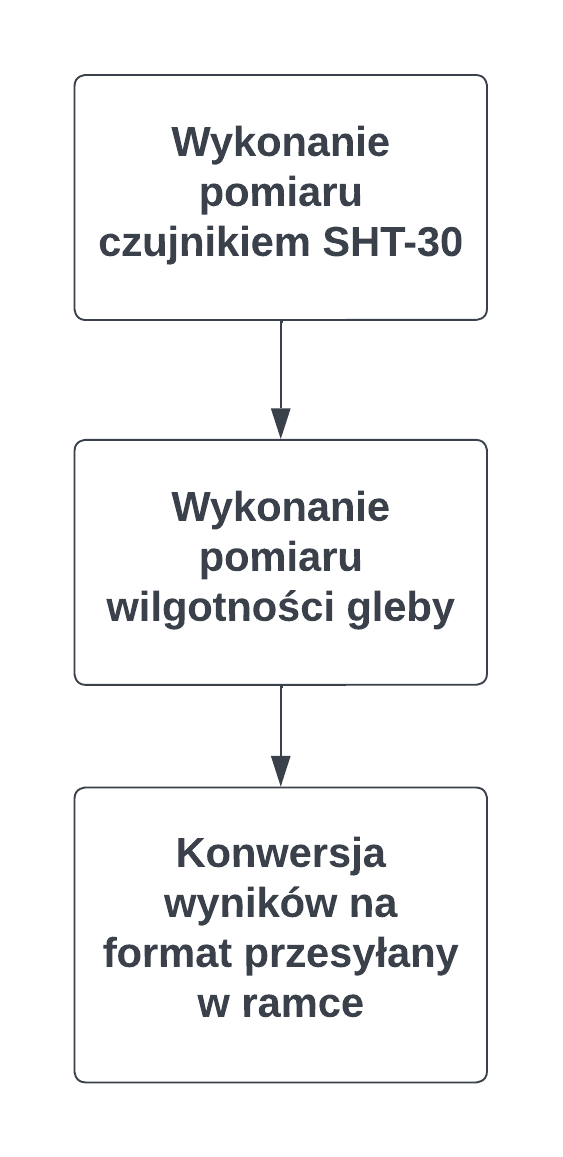 Wykonanie
pomiaru
czujnikiem SHT-30
Wykonanie
pomiaru
wilgotności gleby
Konwersja
wyników na
format przesyłany
w ramce